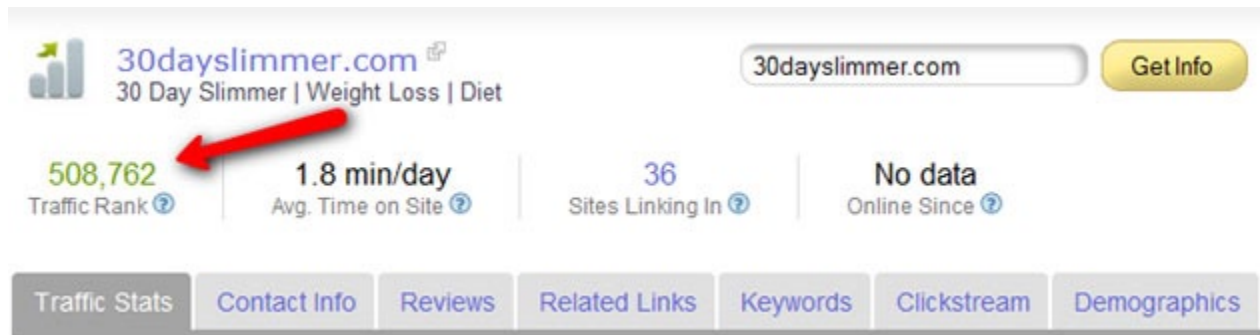 30dayslimmer.com
30 Day Slimmer | Weight Loss | Diet
30dayslimmer.com
Get Info
508,762
Traffic Rank
1.8 min/day
Avg. Time on Site
36
Sites Linking In
No data
Online Since
Traffic Stats
Contact Info
Reviews
Related Links
Keywords
Clickstream
Demographics